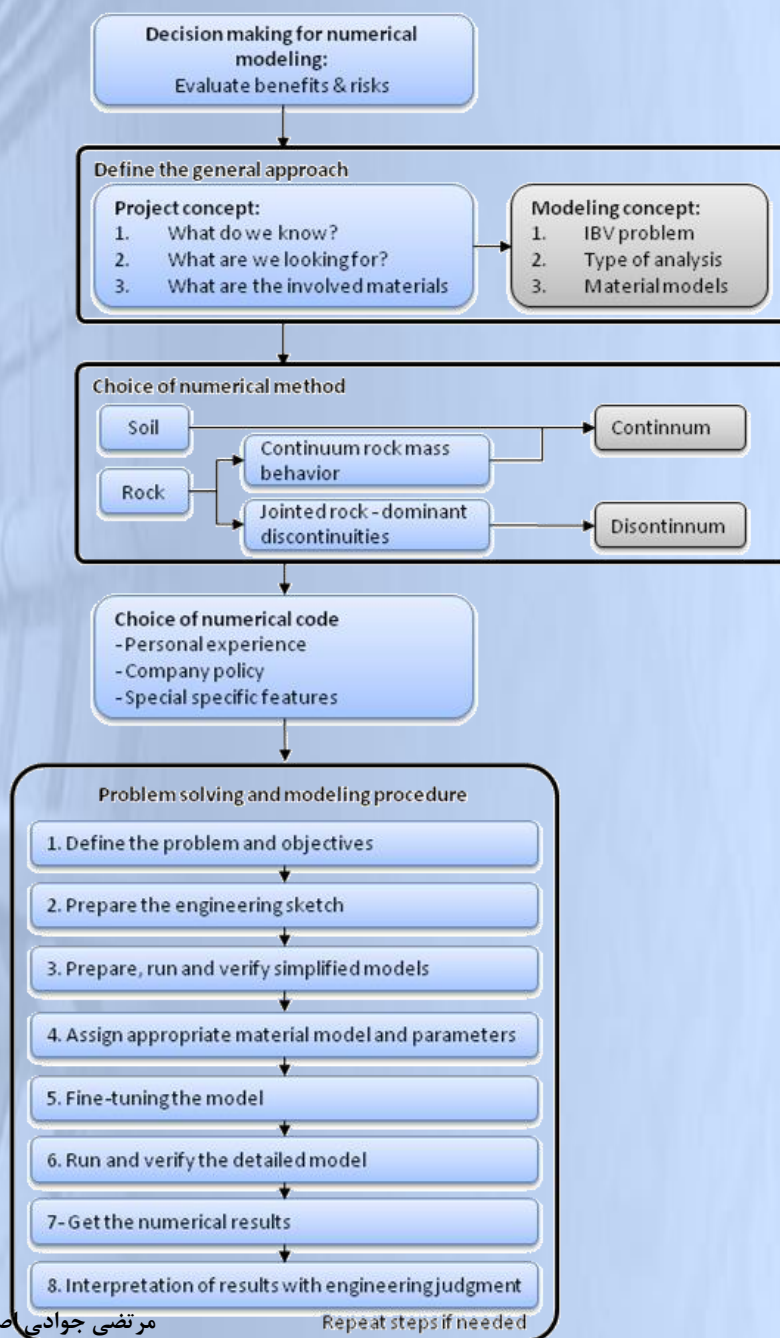 Decision making for numerical
modeling:
Evaluate benefits & risks
Define the general approach
Project concept:
1. What do we know?
2. What are we looking for?
3. What are the involved materials
Modeling concept:
1. IBV problem
2. Type of analysis
3. Material models
Choice of numerical method
Soil
Rock
Continuum rock mass
behavior
Jointed rock - dominant
discontinuities
Continnum
Disontinnum
Choice of numerical code
- Personal experience
- Company policy
- Special specific features
Problem solving and modeling procedure
1. Define the problem and objectives
2. Prepare the engineering sketch
3. Prepare, run and verify simplified models
4. Assign appropriate material model and parameters
5. Fine-tuning the model
6. Run and verify the detailed model
7- Get the numerical results
8. Interpretation of results with engineering judgment
Repeat steps if needed
مرتضی جوادی